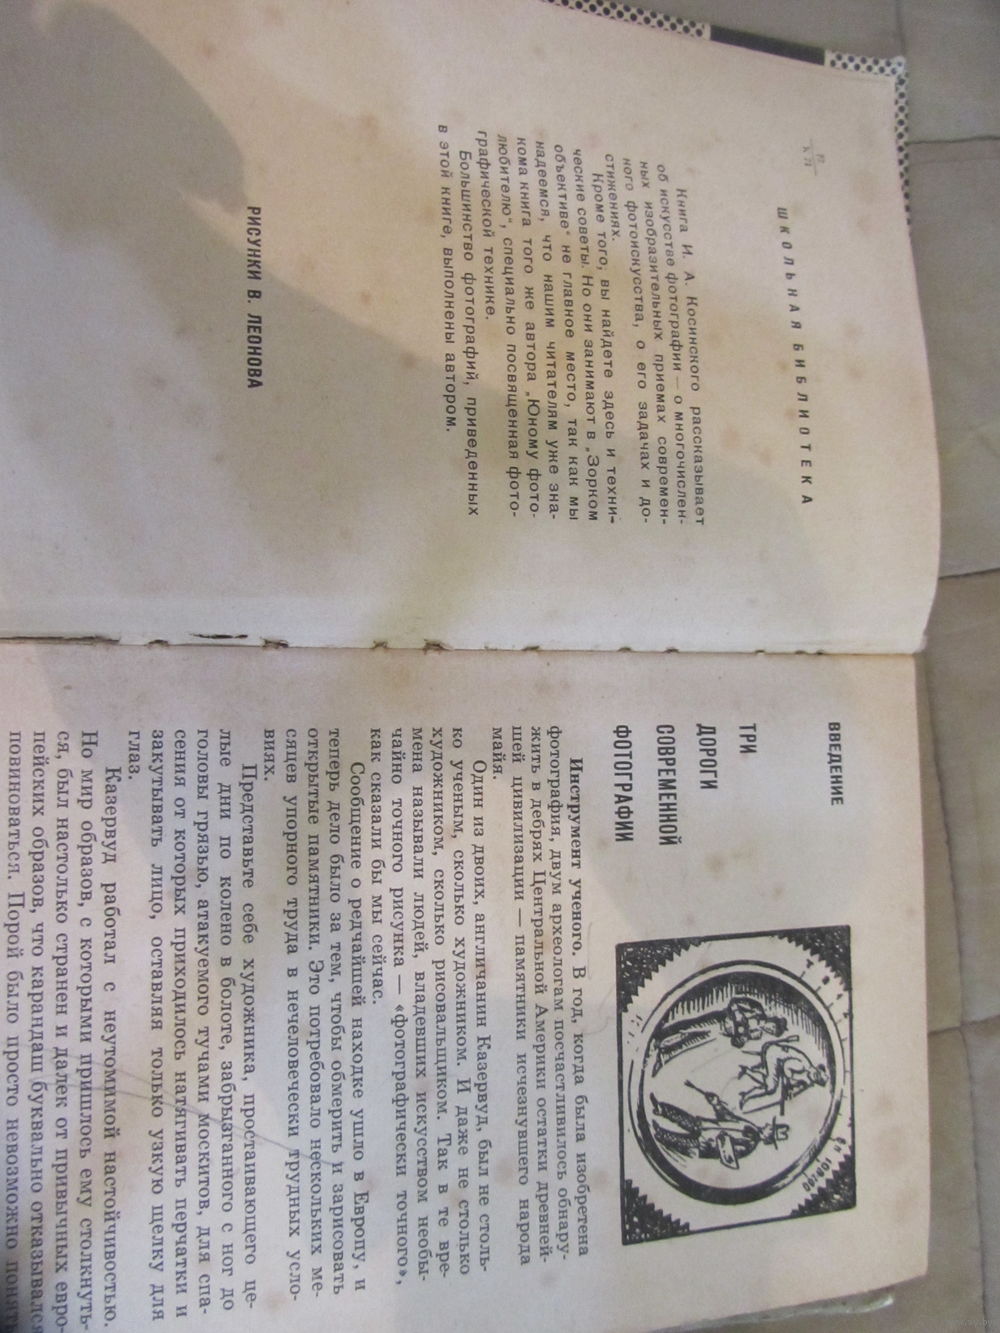 ШКОЛЬНАЯ БИБЛИОТЕКА
Книга И. А. Косинского рассказывает
об искусстве фотографии — о многочислен-
ных изобразительных приемах современ-
ного фотоискусства, о его задачах и до-
стижениях.
Кроме того, вы найдете здесь и техни-
ческие советы. Но они занимают в „Зорком
объективе“ не главное место, так как мы
надеемся, что нашим читателям уже зна-
кома книга того же автора „Юному фото-
любителю“, специально посвященная фото-
графической технике.
Большинство фотографий, приведенных
в этой книге, выполнены автором.
РИСУНКИ В. ЛЕОНОВА
ВВЕДЕНИЕ
ТРИ
ДОРОГИ
СОВРЕМЕННОЙ
ФОТОГРАФИИ
Инструмент ученого. В год, когда была изобретена
фотография, двум археологам посчастливилось обнару-
жить в дебрях Центральной Америки остатки древней-
шей цивилизации — памятники исчезнувшего народа
майя.
Один из двоих, англичанин Казервуд, был не столь-
ко ученым, сколько художником. И даже не столько
художником, сколько рисовальщиком. Так в те вре-
мена называли людей, владевших искусством необы-
чайно точного рисунка — «фотографически точного»,
как сказали бы мы сейчас.
Сообщение о редчайшей находке ушло в Европу, и
теперь дело было за тем, чтобы обмерить и зарисовать
открытые памятники. Это потребовало нескольких ме-
сяцев упорного труда в нечеловечески трудных усло-
виях.
Представьте себе художника, простаивающего це-
лые дни по колено в болоте, забрызганного с ног до
головы грязью, атакуемого тучами москитов, для спа-
сения от которых приходилось натягивать перчатки и
закутывать лицо, оставляя только узкую щелку для
глаз.
Казервуд работал с неутомимой настойчивостью.
Но мир образов, с которыми пришлось ему столкнуть-
ся, был настолько странен и далек от привычных евро-
пейских образов, что карандаш буквально отказывался
повиноваться. Порой было просто невозможно понять